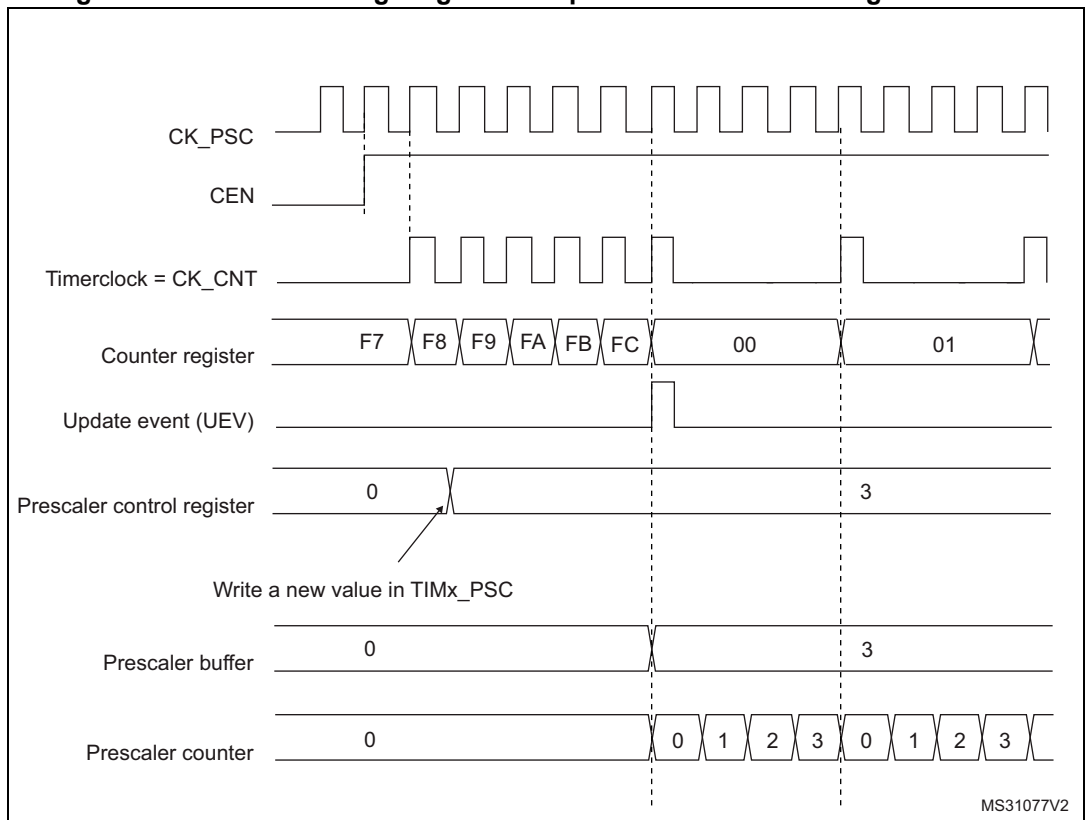 CK_PSC
CEN
Timerclock = CK_CNT
Counter register F7 F8 F9 FA FB FC 00 01
Update event (UEV)
Prescaler control register 0 3
Write a new value in TIMx_PSC
Prescaler buffer 0 3
Prescaler counter 0 0 1 2 3 0 1 2 3
MS31077V2